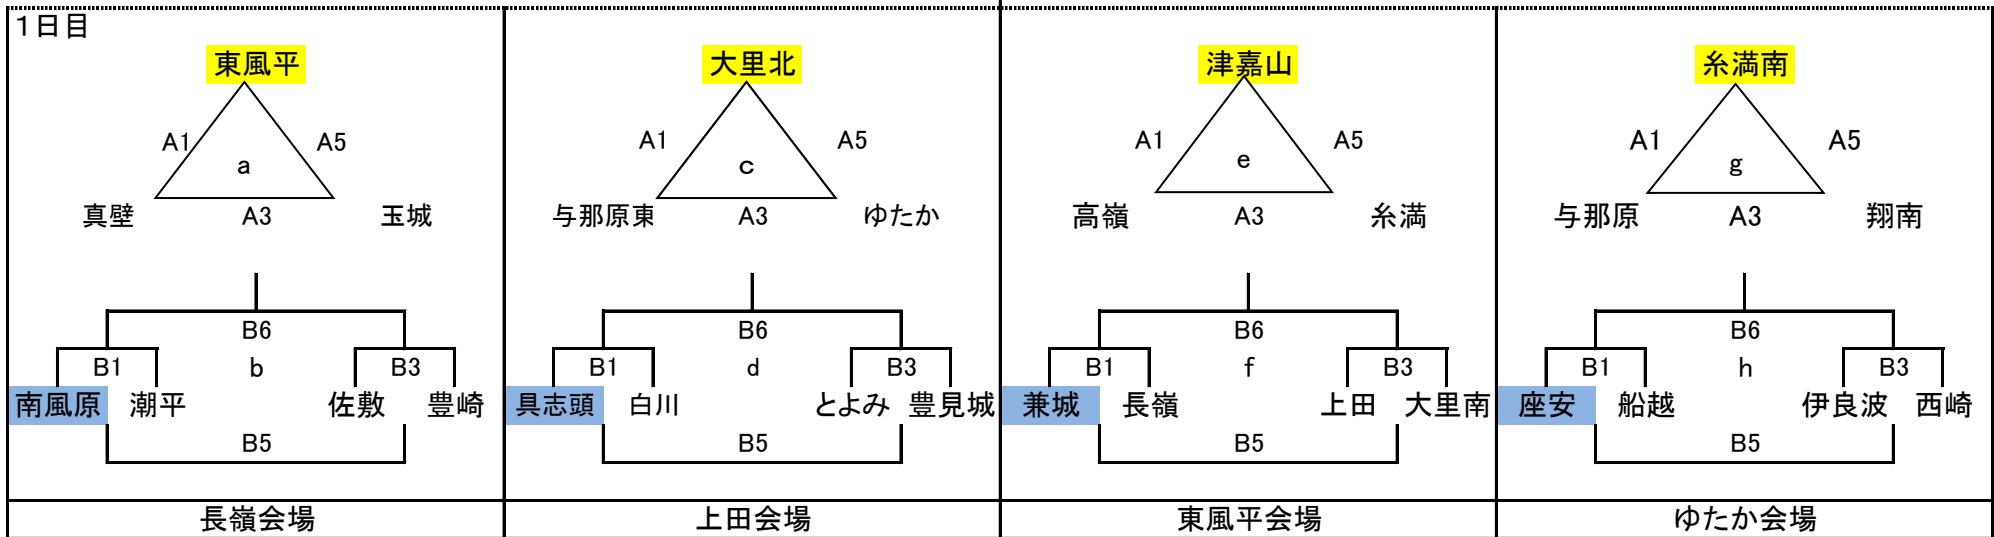 1日目
東風平
A1
A5
a
真壁
A3
玉城
B6
B1
b
B3
南風原
潮平
佐敷
豊崎
B5
長嶺会場
大里北
A1
A5
c
与那原東
A3
ゆたか
B6
B1
d
B3
具志頭
白川
とよみ
豊見城
B5
上田会場
津嘉山
A1
A5
e
高嶺
A3
糸満
B6
B1
f
B3
兼城
長嶺
上田
大里南
B5
東風平会場
糸満南
A1
A5
g
与那原
A3
翔南
B6
B1
h
B3
座安
船越
伊良波
西崎
B5
ゆたか会場